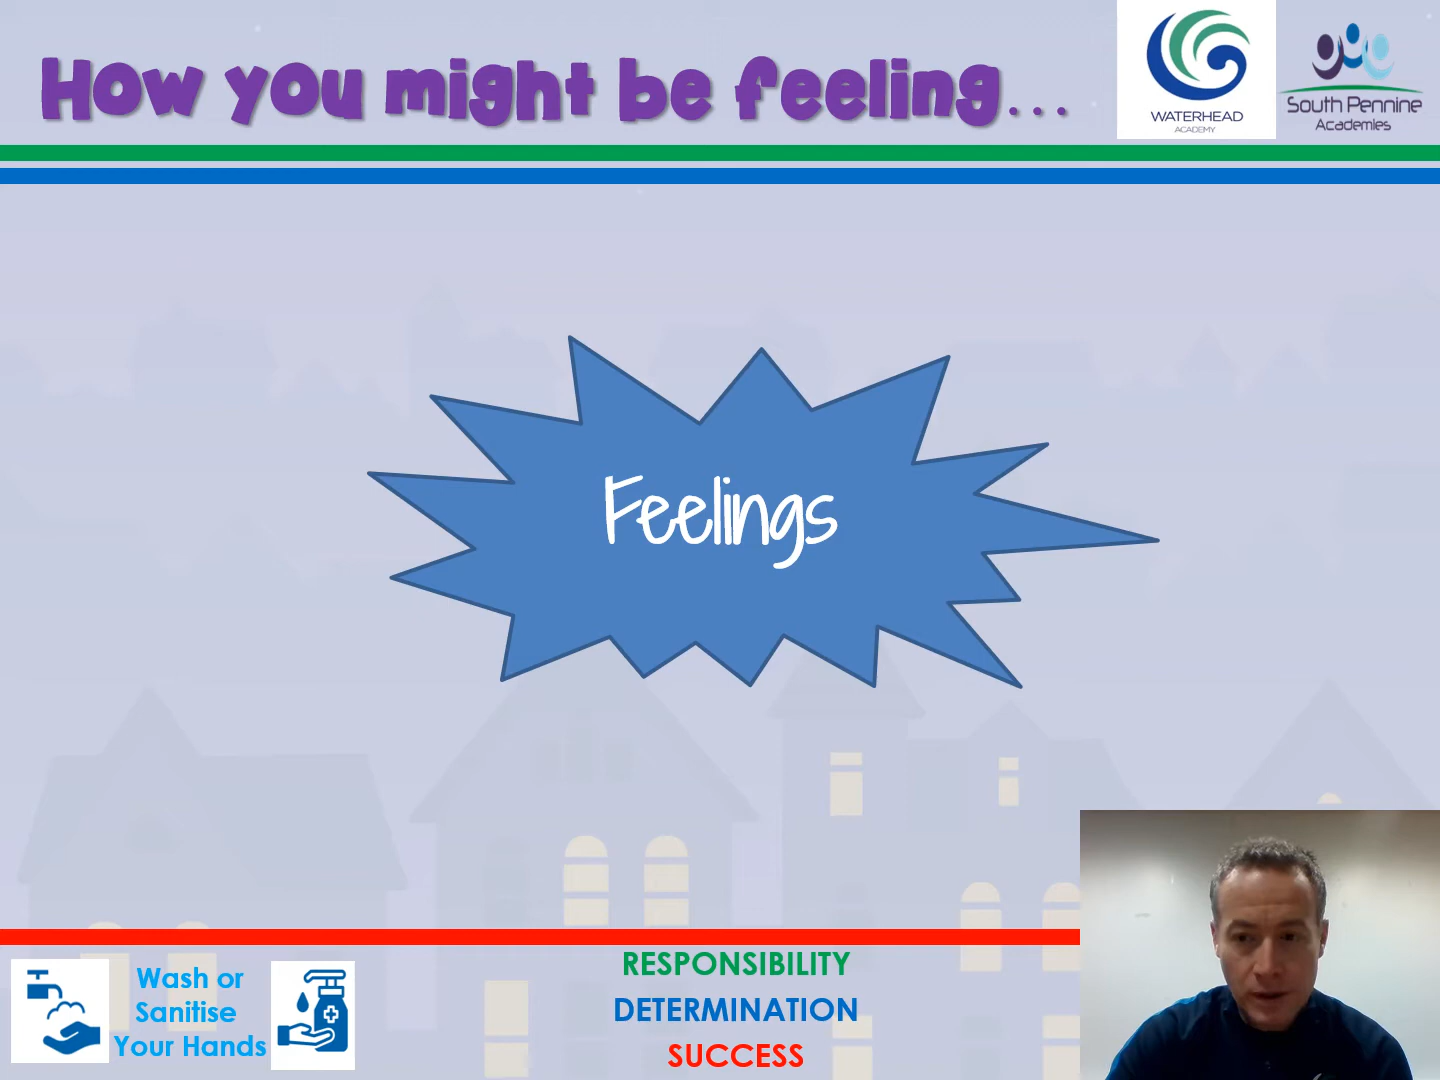 How you might be feeling...
WATERHEAD
ACADEMY
South Pennine
Academies
Feelings
Wash or
Sanitise
Your Hands
RESPONSIBILITY
DETERMINATION
SUCCESS